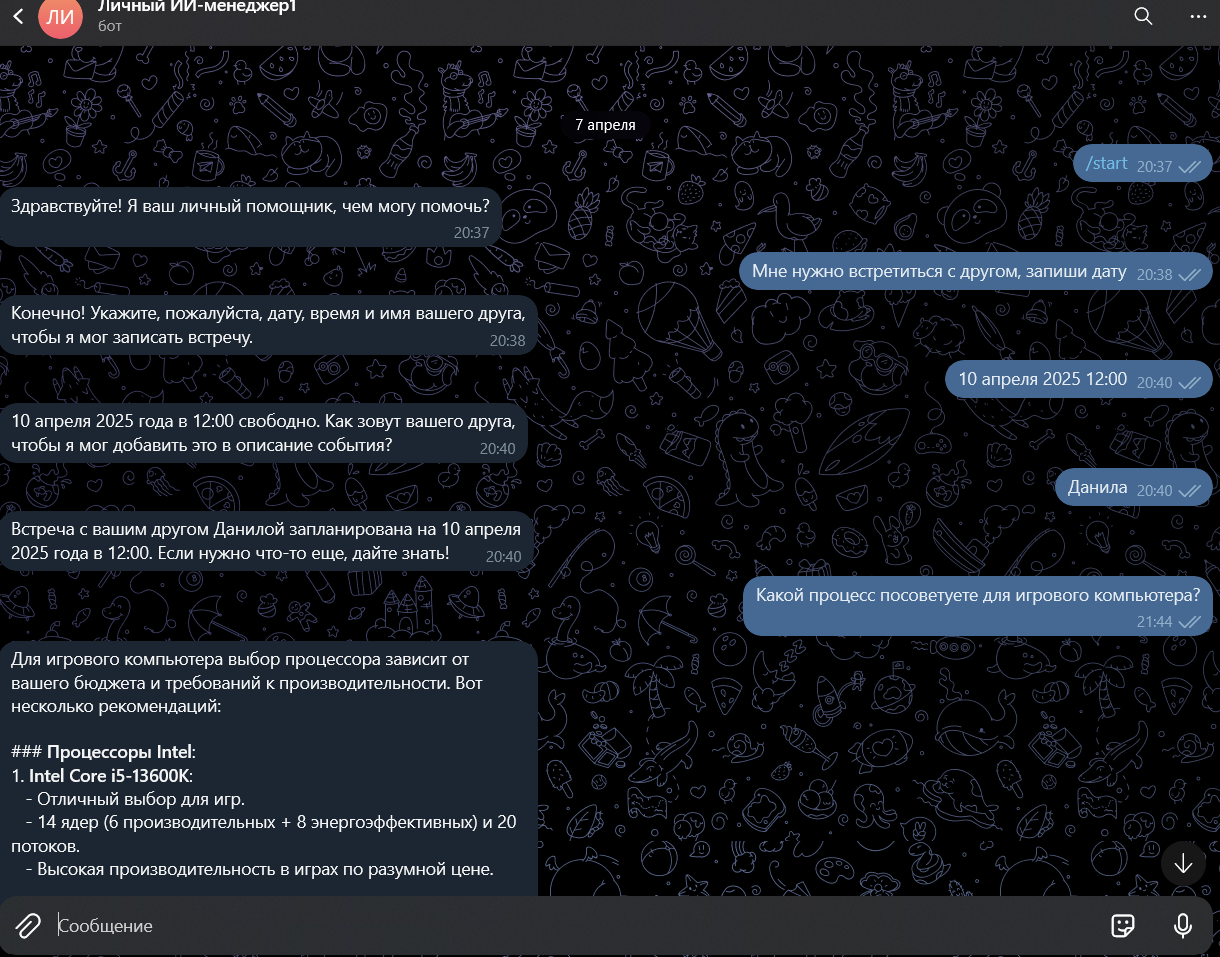 Личный ИИ-менеджер1
ЛИ
бот
7 апреля
/start 20:37
Здравствуйте! Я ваш личный помощник, чем могу помочь?
20:37
Мне нужно встретиться с другом, запиши дату 20:38
Конечно! Укажите, пожалуйста, дату, время и имя вашего друга,
чтобы я мог записать встречу. 20:38
10 апреля 2025 12:00 20:40
10 апреля 2025 года в 12:00 свободно. Как зовут вашего друга,
чтобы я мог добавить это в описание события? 20:40
Данила 20:40
Встреча с вашим другом Данилой запланирована на 10 апреля
2025 года в 12:00. Если нужно что-то еще, дайте знать! 20:40
Какой процесс посоветуете для игрового компьютера?
21:44
Для игрового компьютера выбор процессора зависит от
вашего бюджета и требований к производительности. Вот
несколько рекомендаций:
### Процессоры Intel:
1. Intel Core i5-13600K:
- Отличный выбор для игр.
- 14 ядер (6 производительных + 8 энергоэффективных) и 20
потоков.
- Высокая производительность в играх по разумной цене.
Сообщение